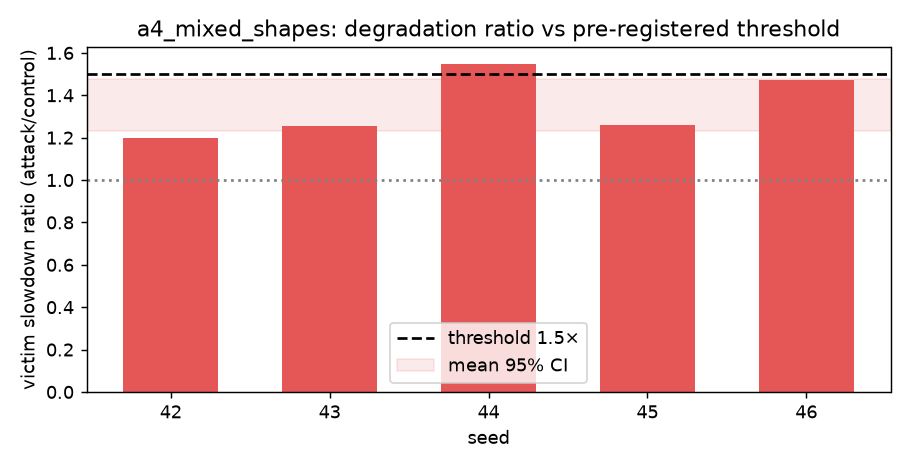 a4_mixed_shapes: degradation ratio vs pre-registered threshold
victim slowdown ratio (attack/control)
1.6
1.4
1.2
1.0
0.8
0.6
0.4
0.2
0.0
threshold 1.5×
mean 95% CI
42 43 44 45 46
seed